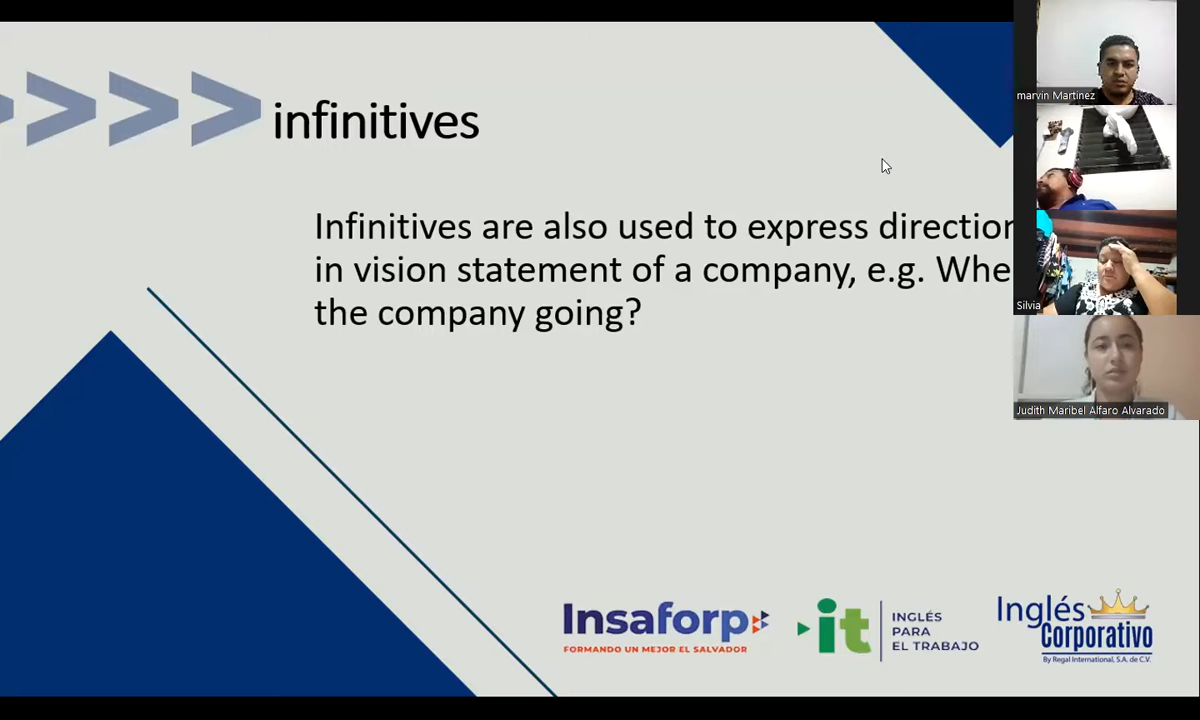 infinitives
Infinitives are also used to express direction
in vision statement of a company, e.g. Whe
the company going?
marvin Martinez
Silvia
Judith Maribel Alfaro Alvarado
Insaforp
FORMANDO UN MEJOR EL SALVADOR
it
INGLÉS
PARA
EL TRABAJO
Inglés
Corporativo
By Regal International, S.A. de C.V.